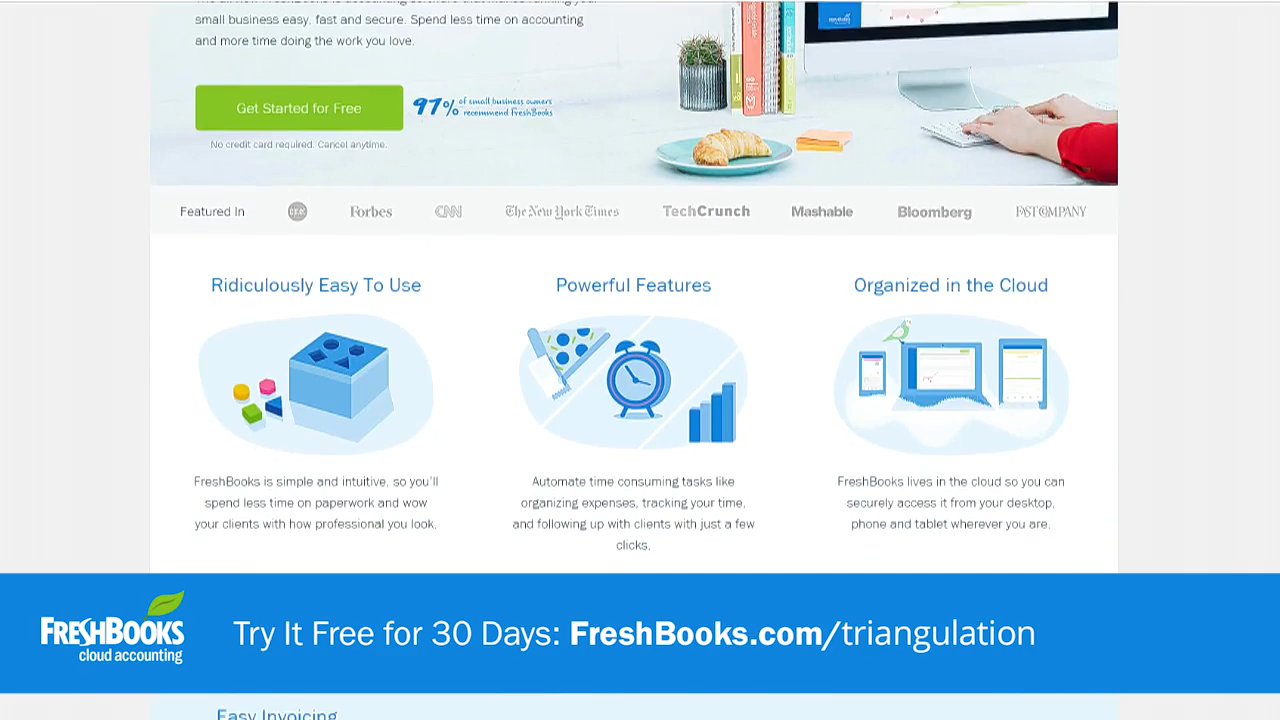 small business easy, fast and secure. Spend less time on accounting
and more time doing the work you love.
Get Started for Free
97% of small business owners
recommend FreshBooks
No credit card required. Cancel anytime.
Featured In
Forbes
CNN
The New York Times
TechCrunch
Mashable
Bloomberg
FAST COMPANY
Ridiculously Easy To Use
Powerful Features
Organized in the Cloud
FreshBooks is simple and intuitive, so you'll
spend less time on paperwork and wow
your clients with how professional you look.
Automate time consuming tasks like
organizing expenses, tracking your time,
and following up with clients with just a few
clicks.
FreshBooks lives in the cloud so you can
securely access it from your desktop,
phone and tablet wherever you are.
FRESHBOOKS
cloud accounting
Try It Free for 30 Days: FreshBooks.com/triangulation
Easy Invoicing